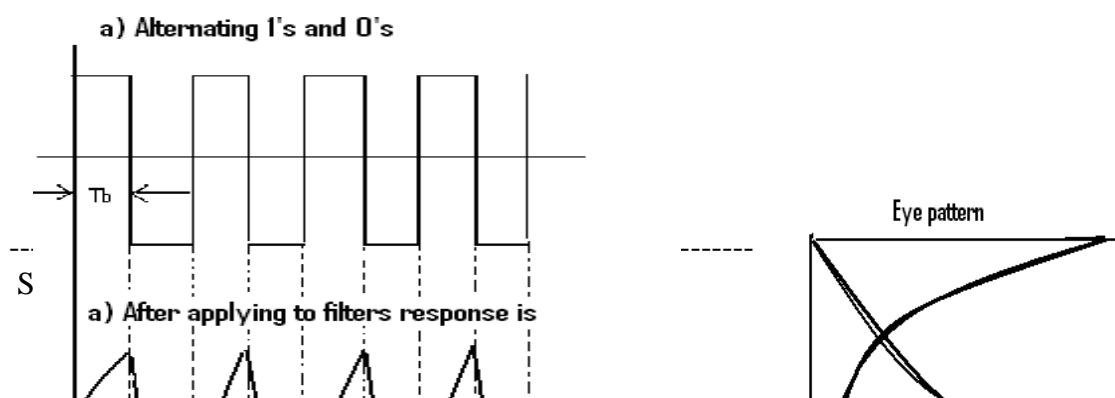 a) Alternating 1's and 0's
Tb
Eye pattern
S
a) After applying to filters response is